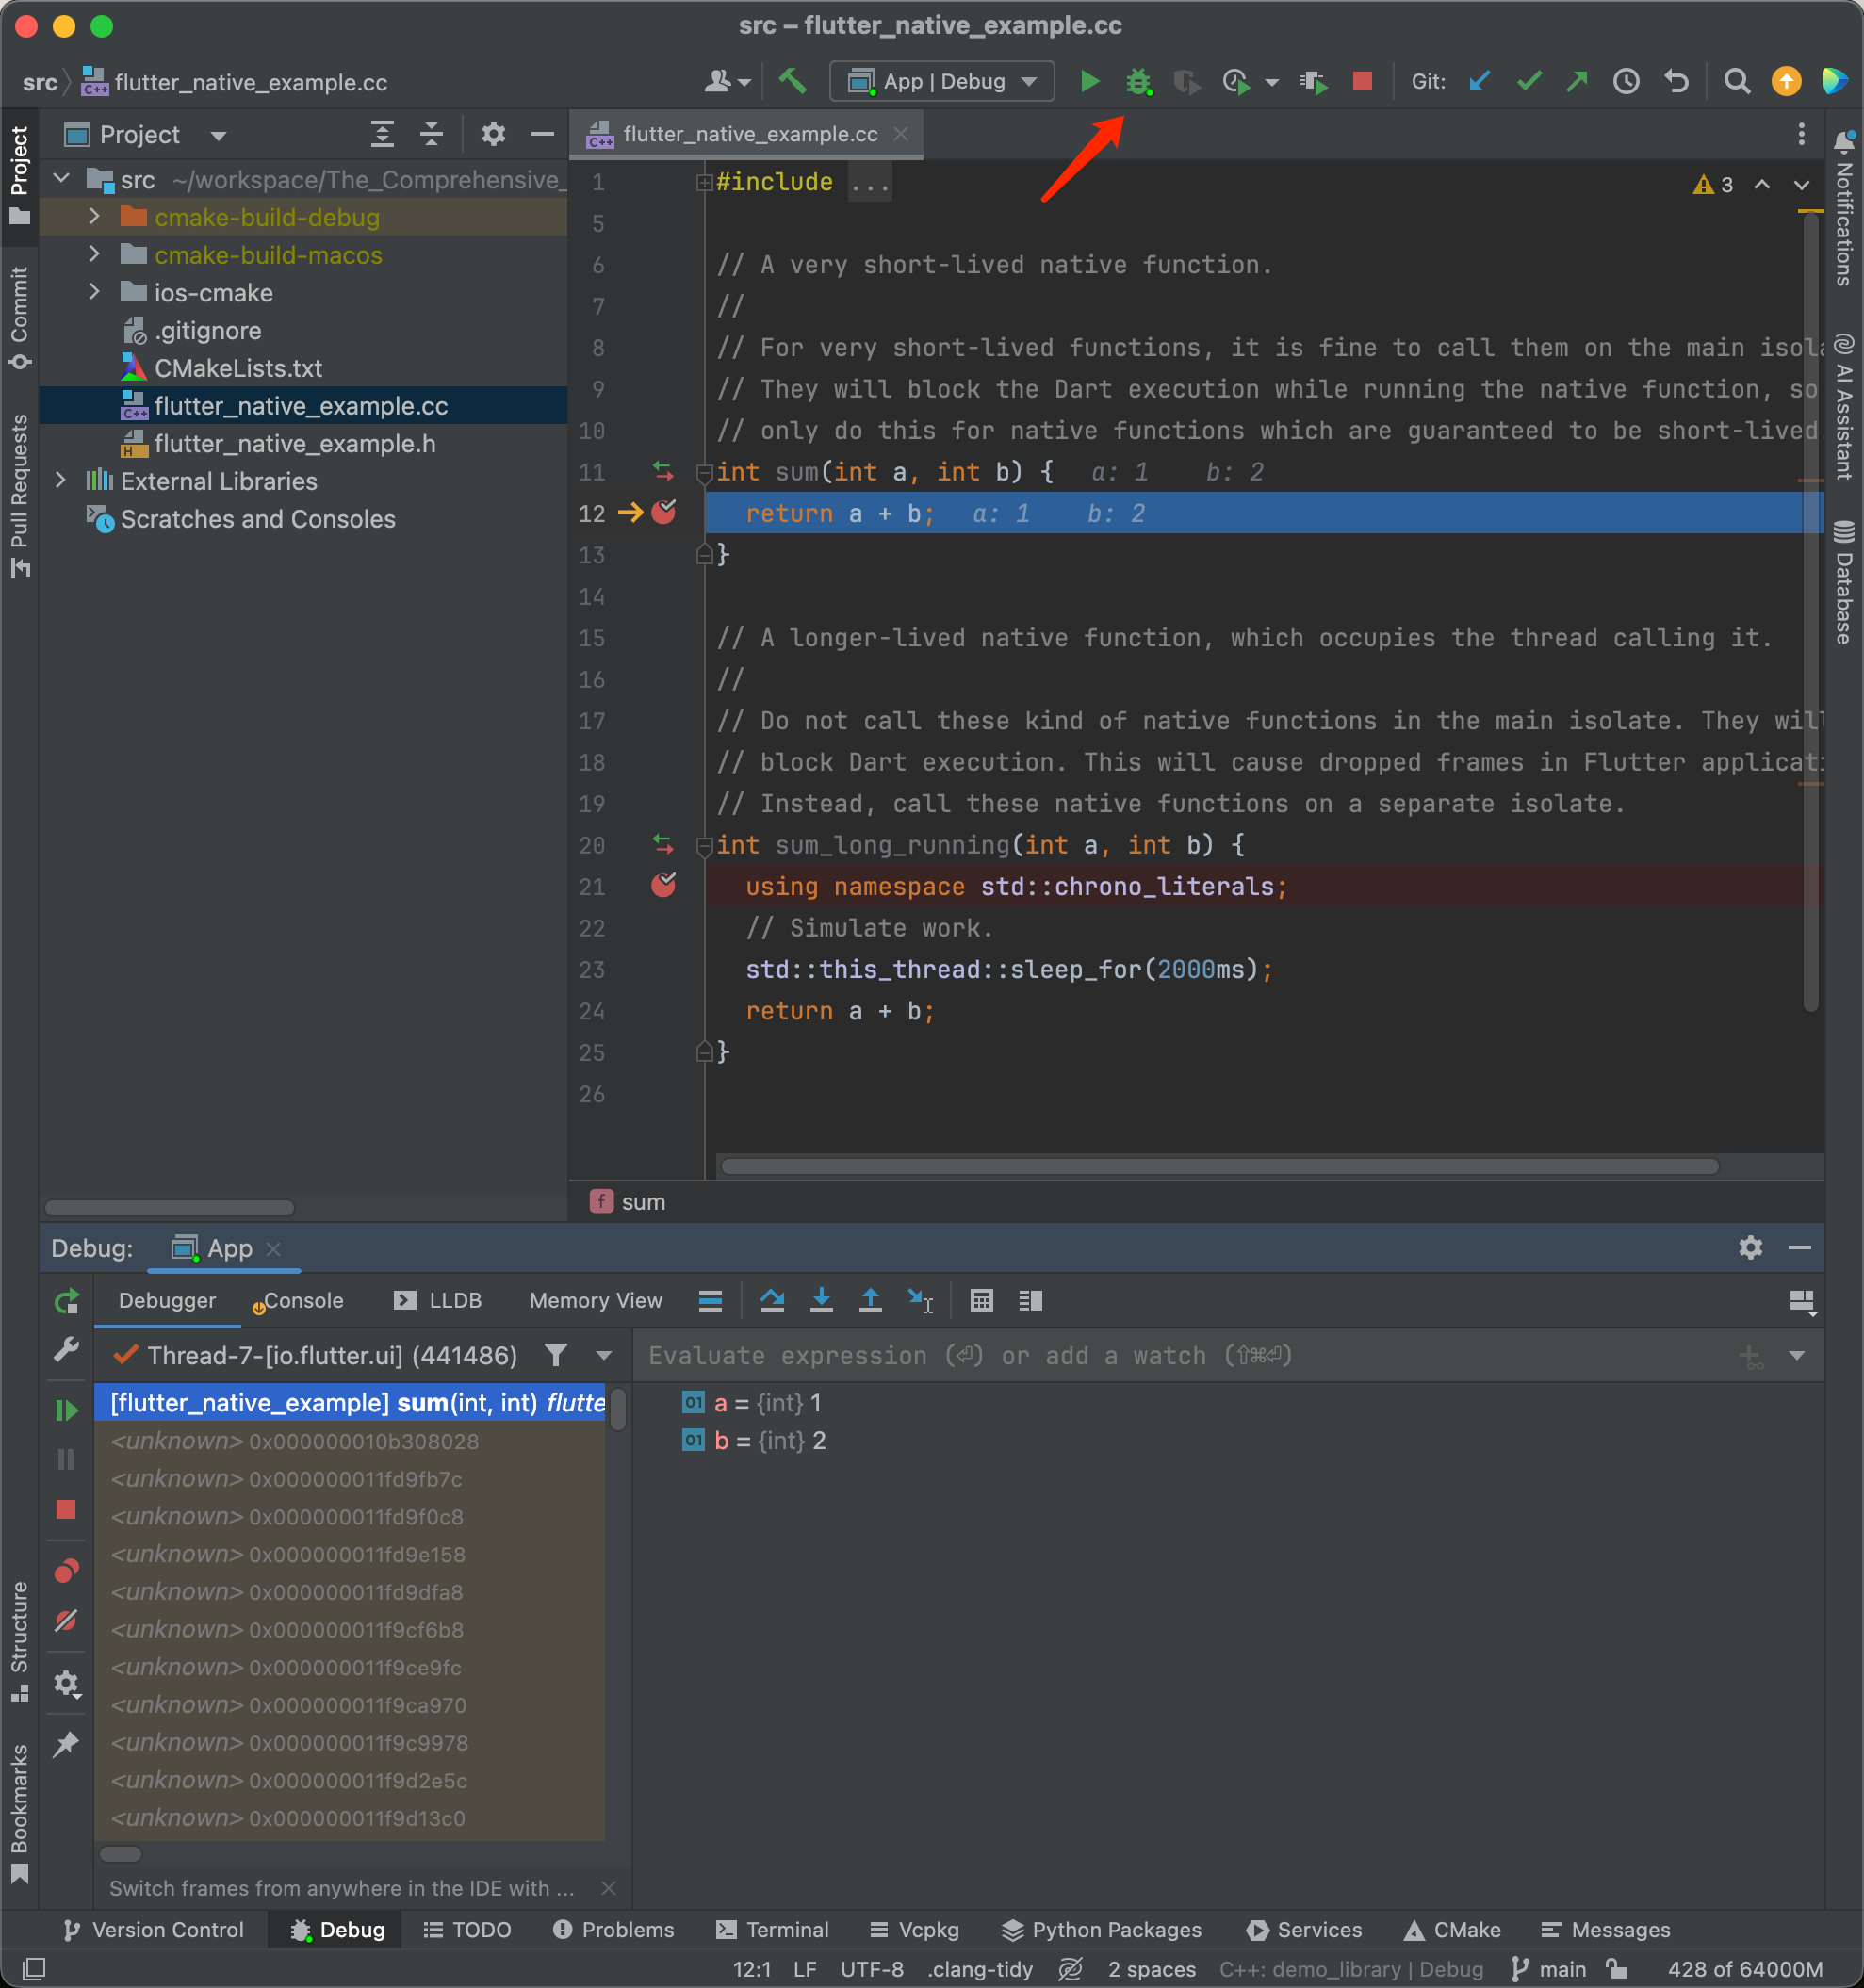 src – flutter_native_example.cc
src flutter_native_example.cc
App | Debug
Git:
Project
flutter_native_example.cc
src ~/workspace/The_Comprehensive_
cmake-build-debug
cmake-build-macos
ios-cmake
.gitignore
CMakeLists.txt
flutter_native_example.cc
flutter_native_example.h
External Libraries
Scratches and Consoles
Project
Commit
Pull Requests
Structure
Bookmarks
3
1 #include ...
5
6 // A very short-lived native function.
7 //
8 // For very short-lived functions, it is fine to call them on the main isola
9 // They will block the Dart execution while running the native function, so
10 // only do this for native functions which are guaranteed to be short-lived
11 int sum(int a, int b) { a: 1 b: 2
12 return a + b; a: 1 b: 2
13 }
14
15 // A longer-lived native function, which occupies the thread calling it.
16 //
17 // Do not call these kind of native functions in the main isolate. They will
18 // block Dart execution. This will cause dropped frames in Flutter applicati
19 // Instead, call these native functions on a separate isolate.
20 int sum_long_running(int a, int b) {
21 using namespace std::chrono_literals;
22 // Simulate work.
23 std::this_thread::sleep_for(2000ms);
24 return a + b;
25 }
26
f sum
Notifications
AI Assistant
Database
Debug: App
Debugger Console LLDB Memory View
Thread-7-[io.flutter.ui] (441486)
Evaluate expression (⏎) or add a watch (⇧⌘⏎)
[flutter_native_example] sum(int, int) flutte
<unknown> 0x000000010b308028
<unknown> 0x000000011fd9fb7c
<unknown> 0x000000011fd9f0c8
<unknown> 0x000000011fd9e158
<unknown> 0x000000011fd9dfa8
<unknown> 0x000000011f9cf6b8
<unknown> 0x000000011f9ce9fc
<unknown> 0x000000011f9ca970
<unknown> 0x000000011f9c9978
<unknown> 0x000000011f9d2e5c
<unknown> 0x000000011f9d13c0
01 a = {int} 1
01 b = {int} 2
Switch frames from anywhere in the IDE with ...
Version Control Debug TODO Problems Terminal Vcpkg Python Packages Services CMake Messages
12:1 LF UTF-8 .clang-tidy 2 spaces C++: demo_library | Debug main 428 of 64000M